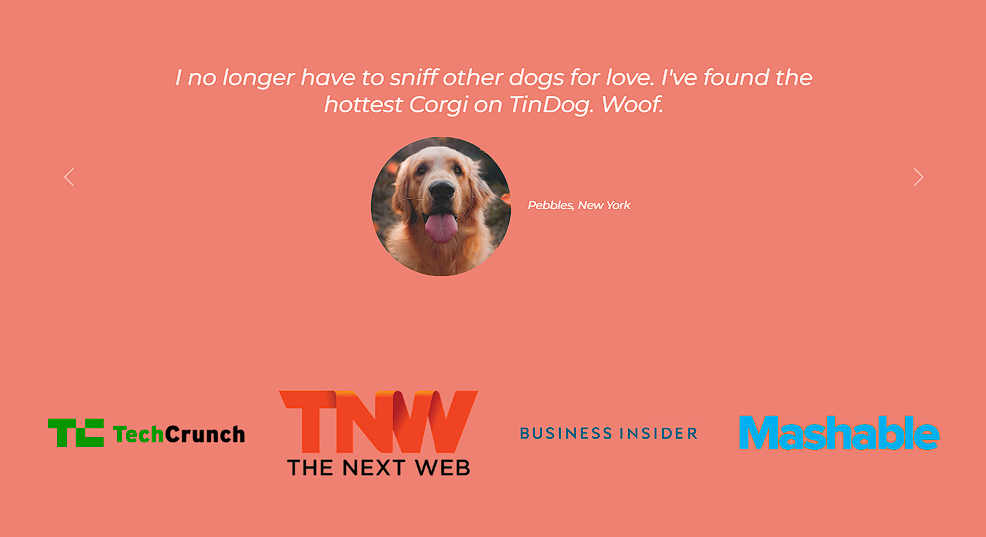 I no longer have to sniff other dogs for love. I've found the
hottest Corgi on TinDog. Woof.
Pebbles, New York
TC TechCrunch
TNW
THE NEXT WEB
BUSINESS INSIDER
Mashable